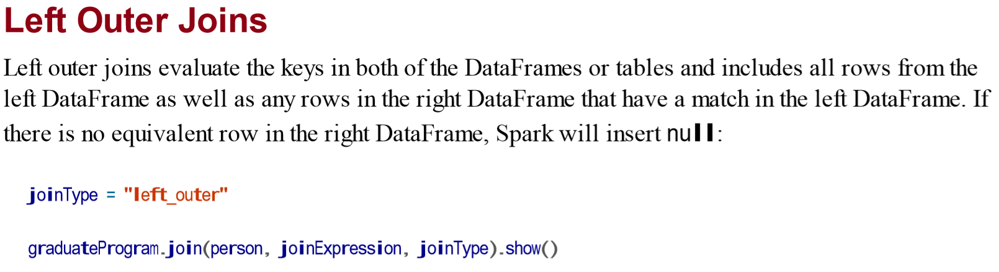 Left Outer Joins
Left outer joins evaluate the keys in both of the DataFrames or tables and includes all rows from the
left DataFrame as well as any rows in the right DataFrame that have a match in the left DataFrame. If
there is no equivalent row in the right DataFrame, Spark will insert null:
joinType = "left_outer"
graduateProgram.join(person, joinExpression, joinType).show()